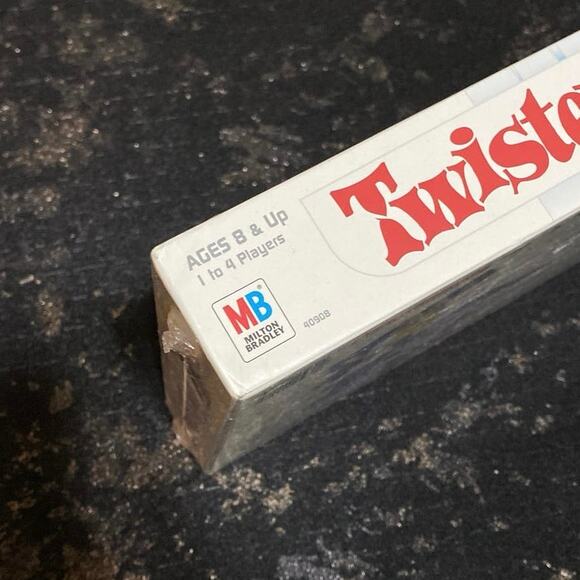 AGES 8 & Up
1 to 4 Players
Twiste
MB
MILTON
BRADLEY
40908